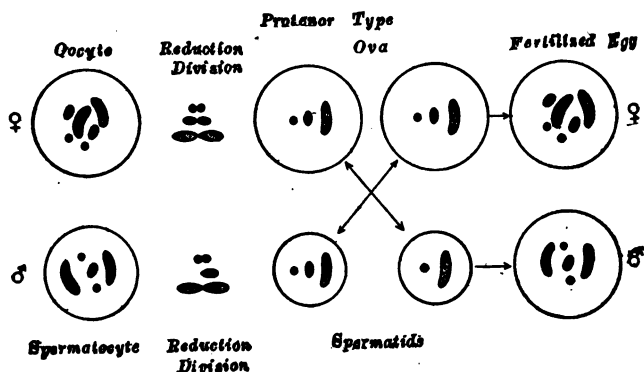 Protenor Type
Oocyte Reduction Division Ova Fertilized Egg
♀ ♀
♂ ♂
Spermatocyte Reduction Division Spermatids